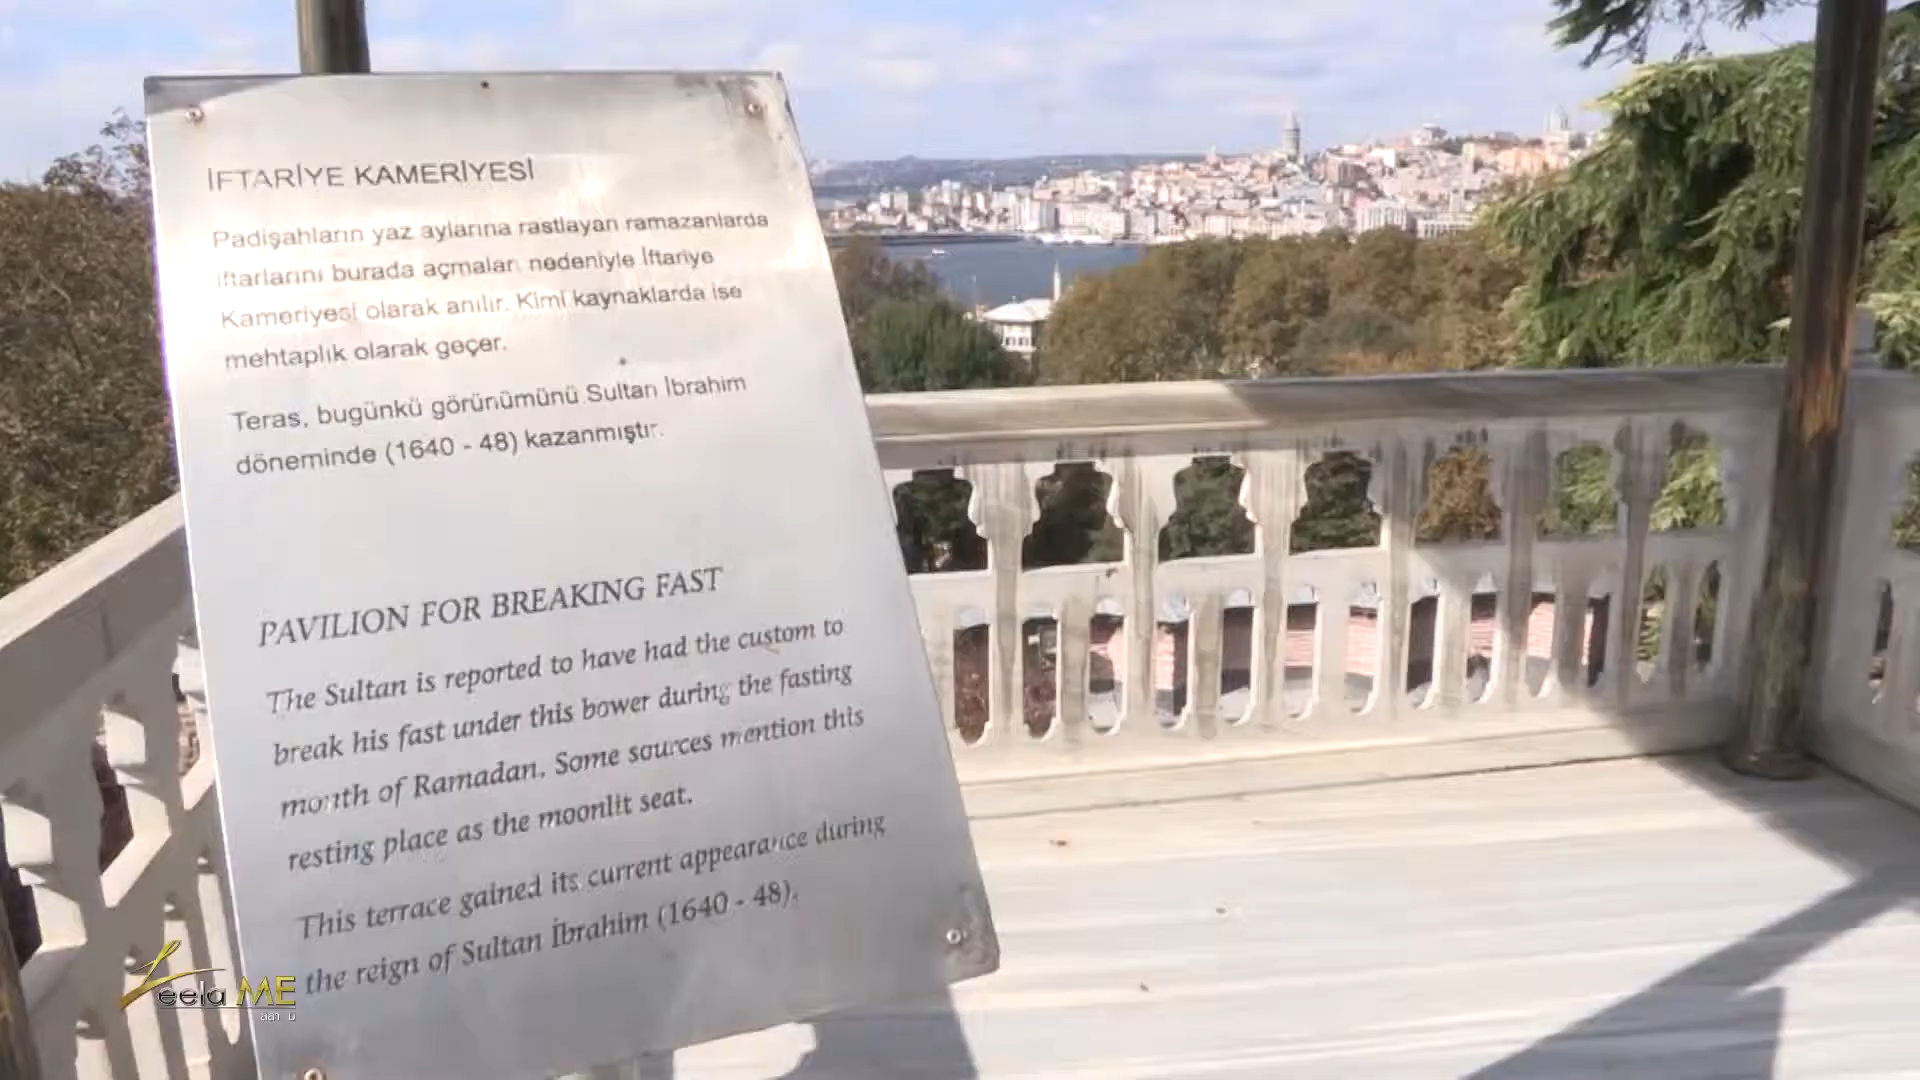 İFTARİYE KAMERİYESİ
Padişahların yaz aylarına rastlayan ramazanlarda
iftarlarını burada açmaları nedeniyle İftariye
Kameriyesi olarak anılır. Kimi kaynaklarda ise
mehtaplık olarak geçer.
Teras, bugünkü görünümünü Sultan İbrahim
döneminde (1640 - 48) kazanmıştır.
PAVILION FOR BREAKING FAST
The Sultan is reported to have had the custom to
break his fast under this bower during the fasting
month of Ramadan. Some sources mention this
resting place as the moonlit seat.
This terrace gained its current appearance during
the reign of Sultan İbrahim (1640 - 48).
Leela ME